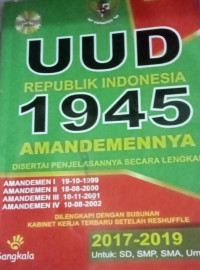 UUD
REPUBLIK INDONESIA
1945
AMANDEMENNYA
DISERTAI PENJELASANNYA SECARA LENGKAP
AMANDEMEN I 19-10-1999
AMANDEMEN II 18-08-2000
AMANDEMEN III 10-11-2001
AMANDEMEN IV 10-08-2002
DILENGKAPI DENGAN SUSUNAN
KABINET KERJA TERBARU SETELAH RESHUFFLE
2017-2019
Sangkala
Untuk: SD, SMP, SMA, Um